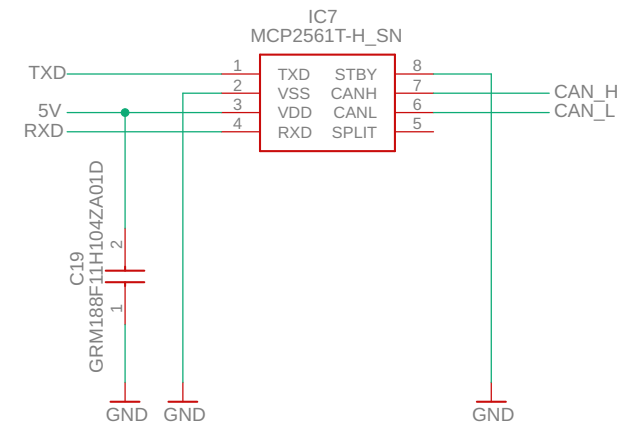 IC7
MCP2561T-H_SN
TXD 1 TXD STBY 8
2 VSS CANH 7 CAN_H
5V 3 VDD CANL 6 CAN_L
RXD 4 RXD SPLIT 5
C19
GRM188F11H104ZA01D
2
1
GND GND GND